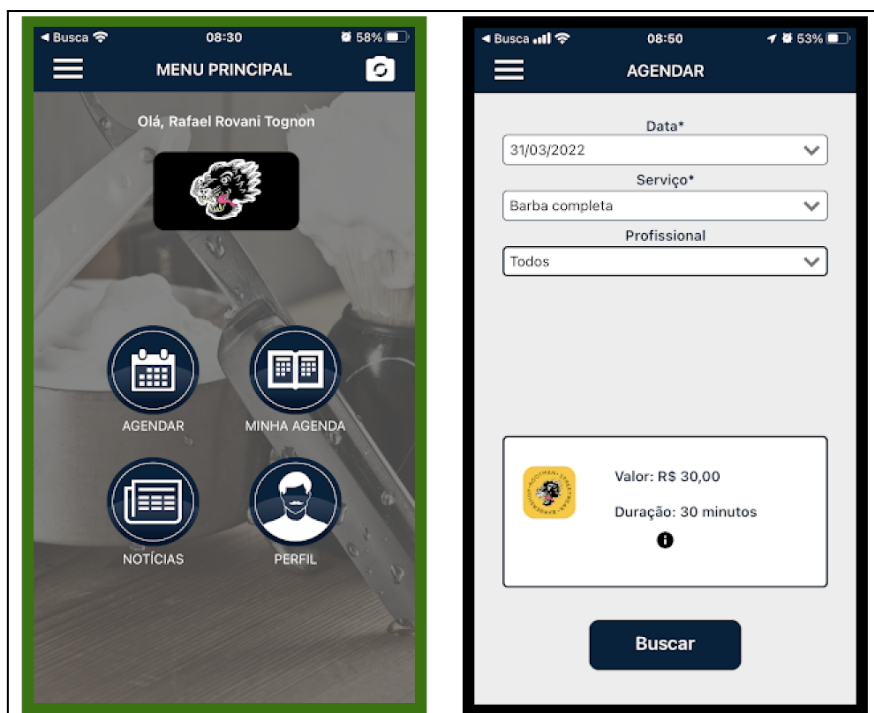 Busca
08:30
58%
MENU PRINCIPAL
Olá, Rafael Rovani Tognon
AGENDAR
MINHA AGENDA
NOTÍCIAS
PERFIL
Busca
08:50
53%
AGENDAR
Data*
31/03/2022
Serviço*
Barba completa
Profissional
Todos
Valor: R$ 30,00
Duração: 30 minutos
Buscar